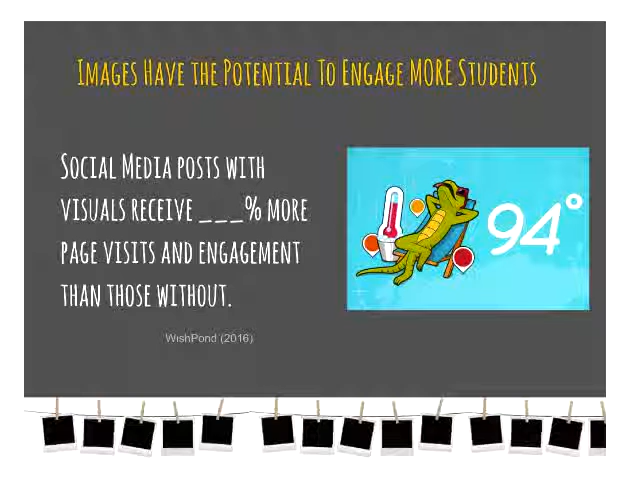 Images Have the Potential To Engage MORE Students
Social Media posts with
visuals receive ___% more
page visits and engagement
than those without.
94°
WishPond (2016)